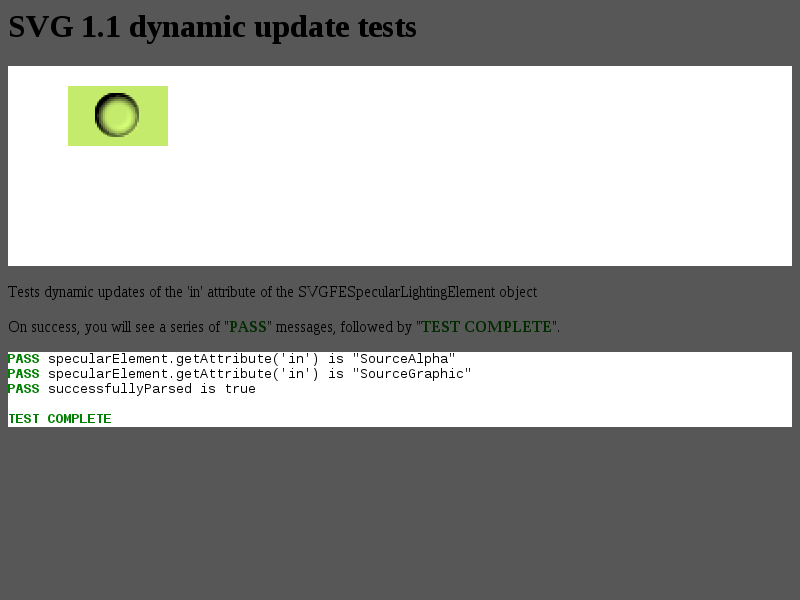 SVG 1.1 dynamic update tests
Tests dynamic updates of the 'in' attribute of the SVGFESpecularLightingElement object
On success, you will see a series of "PASS" messages, followed by "TEST COMPLETE".
PASS specularElement.getAttribute('in') is "SourceAlpha"
PASS specularElement.getAttribute('in') is "SourceGraphic"
PASS successfullyParsed is true
TEST COMPLETE